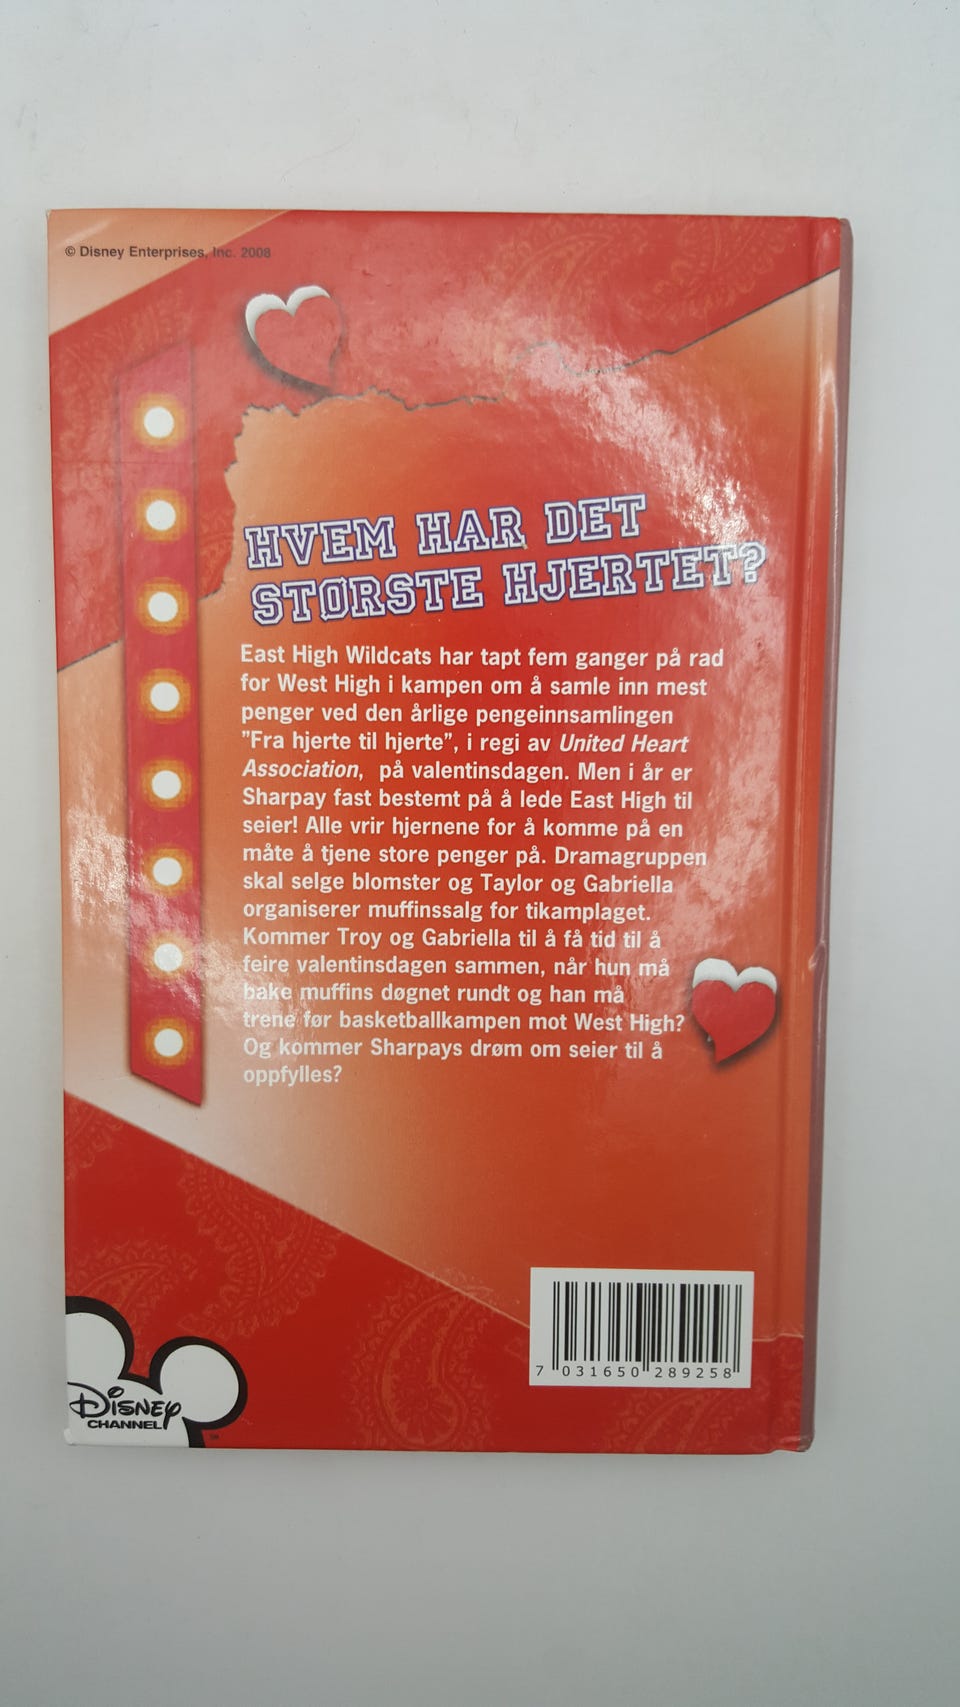 © Disney Enterprises, Inc. 2008
HVEM HAR DET
STØRSTE HJERTET?
East High Wildcats har tapt fem ganger på rad
for West High i kampen om å samle inn mest
penger ved den årlige pengeinnsamlingen
"Fra hjerte til hjerte", i regi av United Heart
Association, på valentinsdagen. Men i år er
Sharpay fast bestemt på å lede East High til
seier! Alle vrir hjernene for å komme på en
måte å tjene store penger på. Dramagruppen
skal selge blomster og Taylor og Gabriella
organiserer muffinssalg for tikamplaget.
Kommer Troy og Gabriella til å få tid til å
feire valentinsdagen sammen, når hun må
bake muffins døgnet rundt og han må
trene før basketballkampen mot West High?
Og kommer Sharpays drøm om seier til å
oppfylles?
7 031650 289258
Disney
CHANNEL